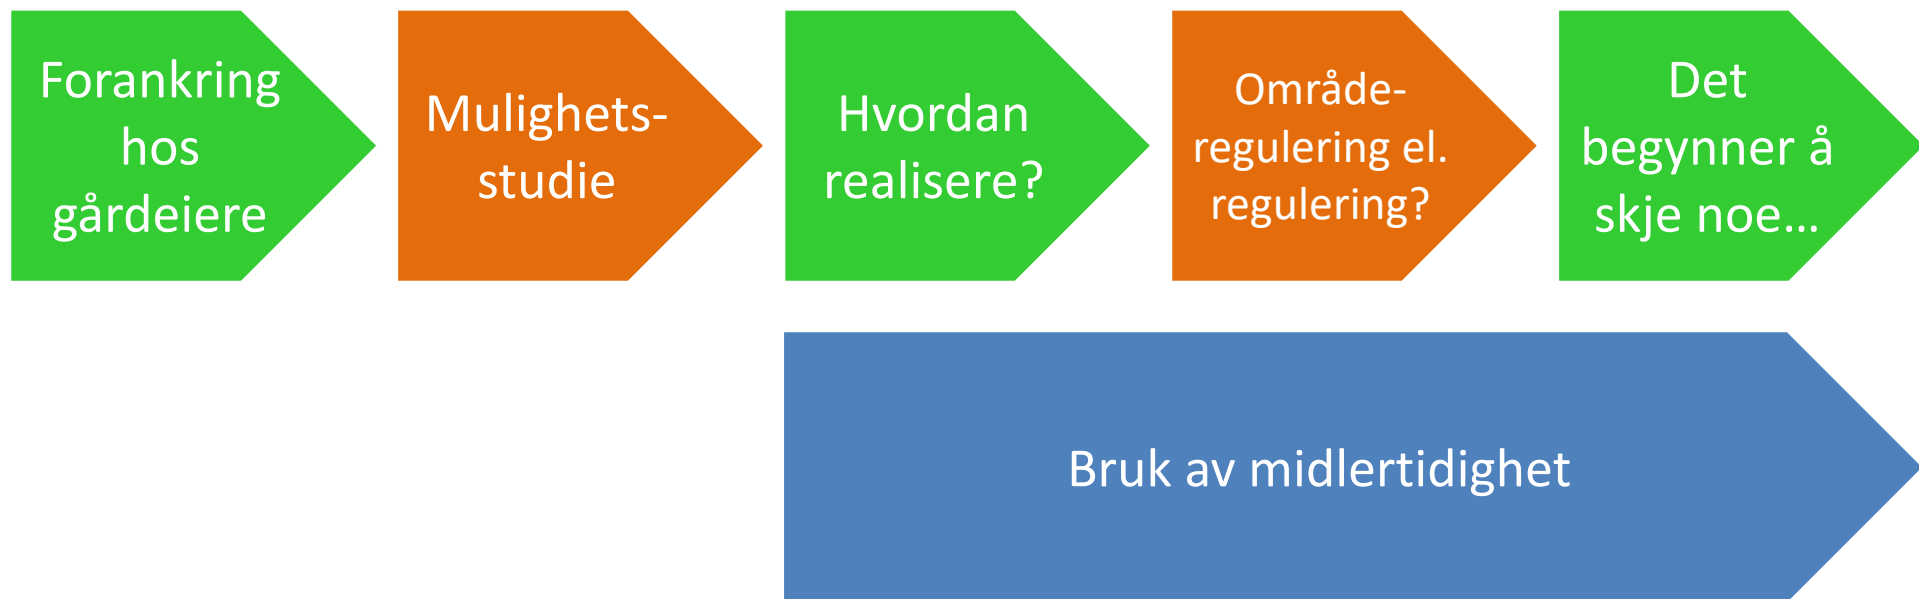 Forankring
hos
gårdeiere
Mulighets-
studie
Hvordan
realisere?
Område-
regulering el.
regulering?
Det
begynner å
skje noe…
Bruk av midlertidighet